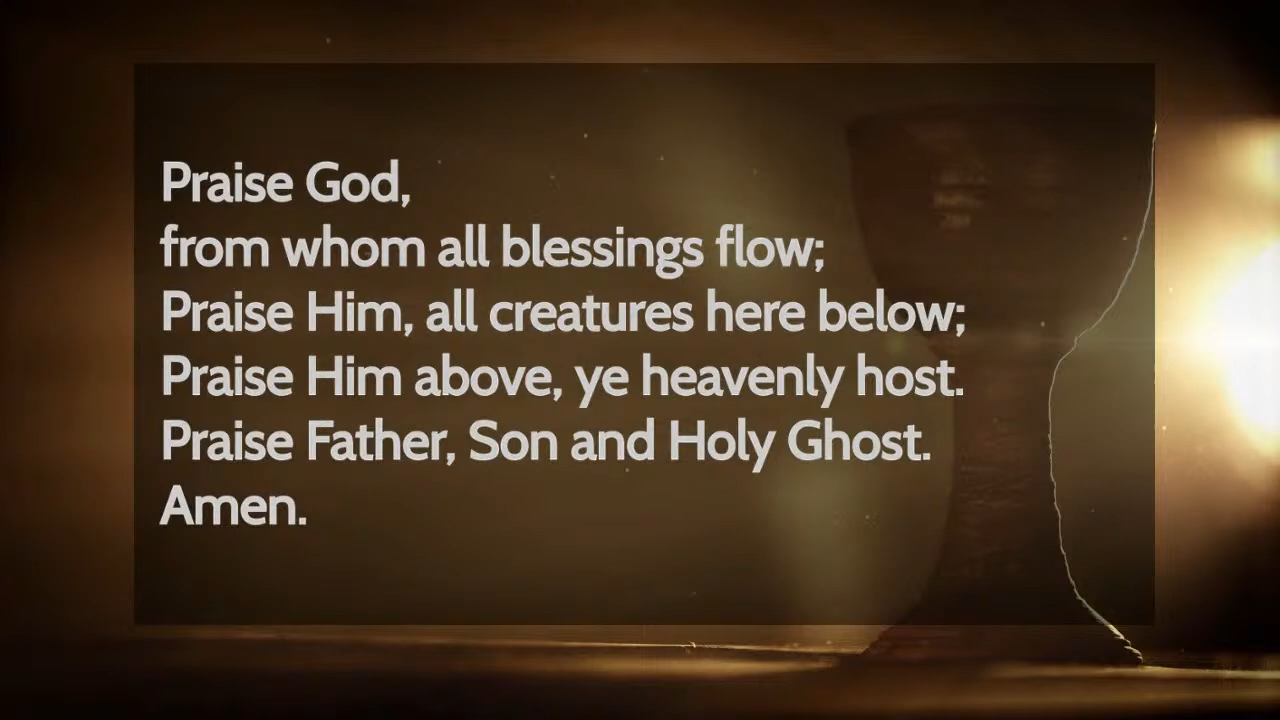 Praise God,
from whom all blessings flow;
Praise Him, all creatures here below;
Praise Him above, ye heavenly host.
Praise Father, Son and Holy Ghost.
Amen.